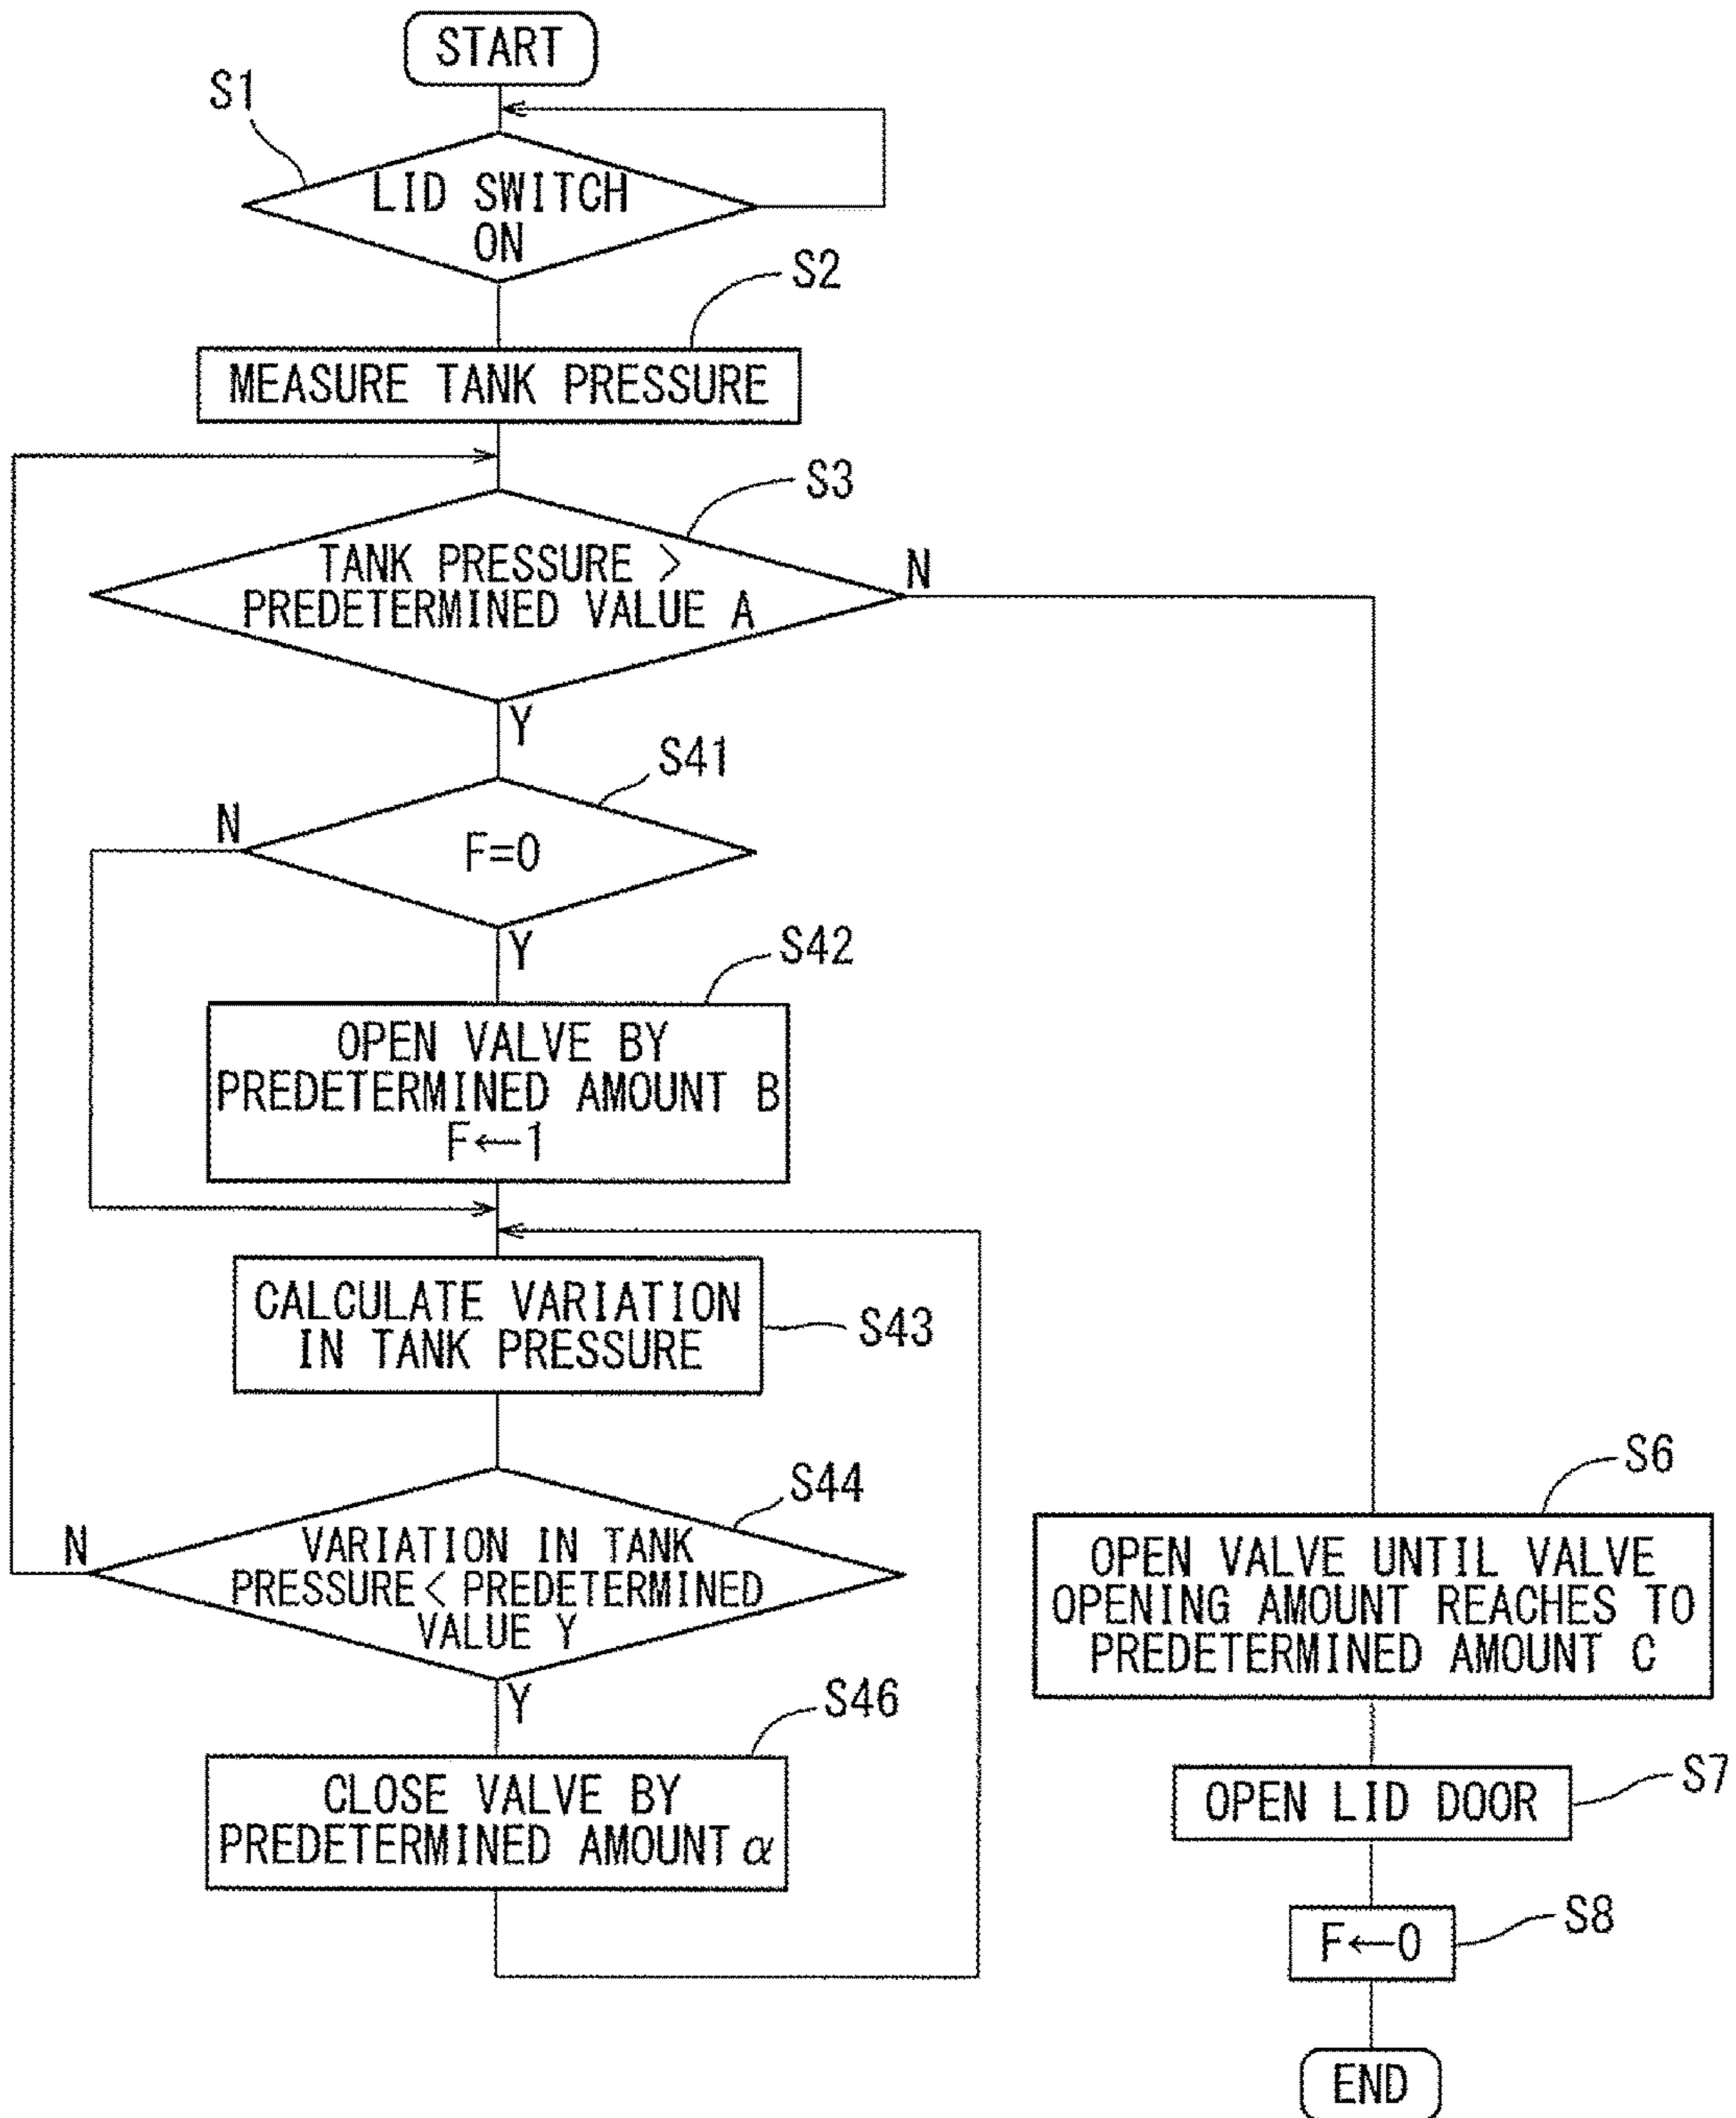 START
S1
LID SWITCH
ON
S2
MEASURE TANK PRESSURE
S3
TANK PRESSURE >
PREDETERMINED VALUE A
N
Y
S41
N
F=0
Y
S42
OPEN VALVE BY
PREDETERMINED AMOUNT B
F←1
CALCULATE VARIATION
IN TANK PRESSURE
S43
S44
N
VARIATION IN TANK
PRESSURE< PREDETERMINED
VALUE Y
Y
S46
CLOSE VALVE BY
PREDETERMINED AMOUNT α
S6
OPEN VALVE UNTIL VALVE
OPENING AMOUNT REACHES TO
PREDETERMINED AMOUNT C
S7
OPEN LID DOOR
S8
F←0
END